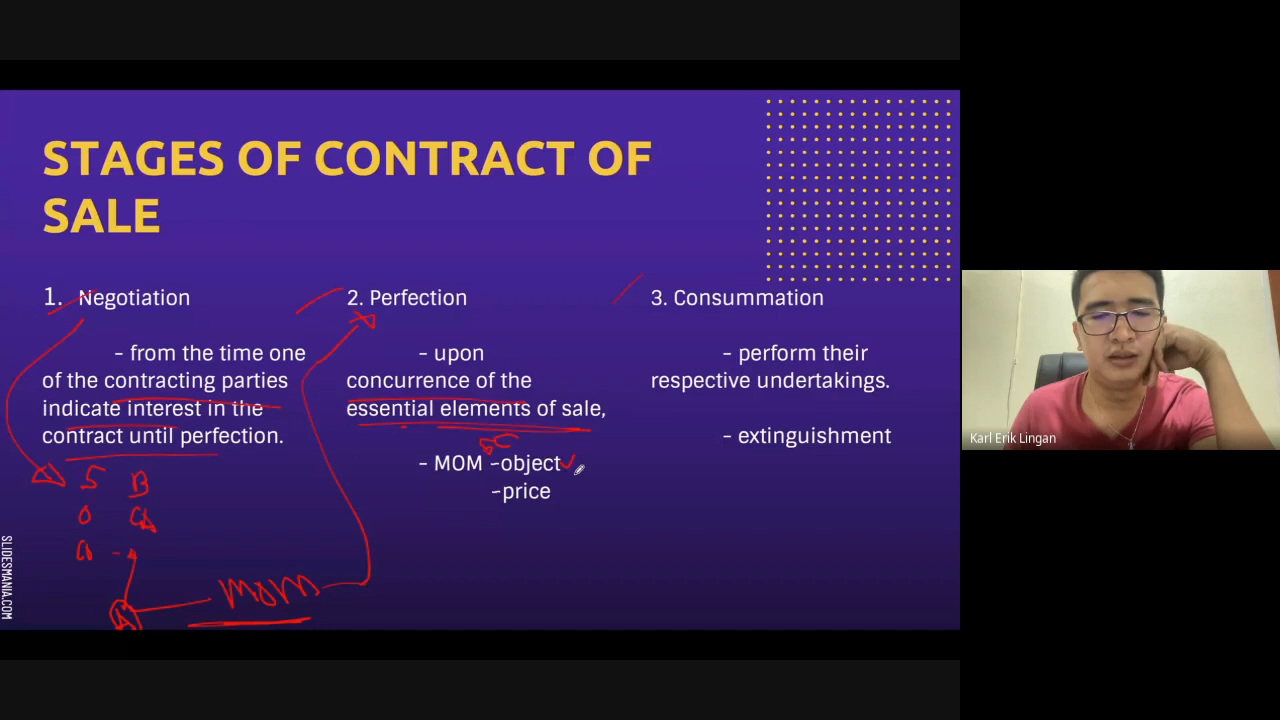 STAGES OF CONTRACT OF
SALE
1. Negotiation
- from the time one
of the contracting parties
indicate interest in the
contract until perfection.
S B
O
A
MOM
2. Perfection
- upon
concurrence of the
essential elements of sale,
- MOM -object
-price
3. Consummation
- perform their
respective undertakings.
- extinguishment
SLIDESMANIA.COM
Karl Erik Lingan